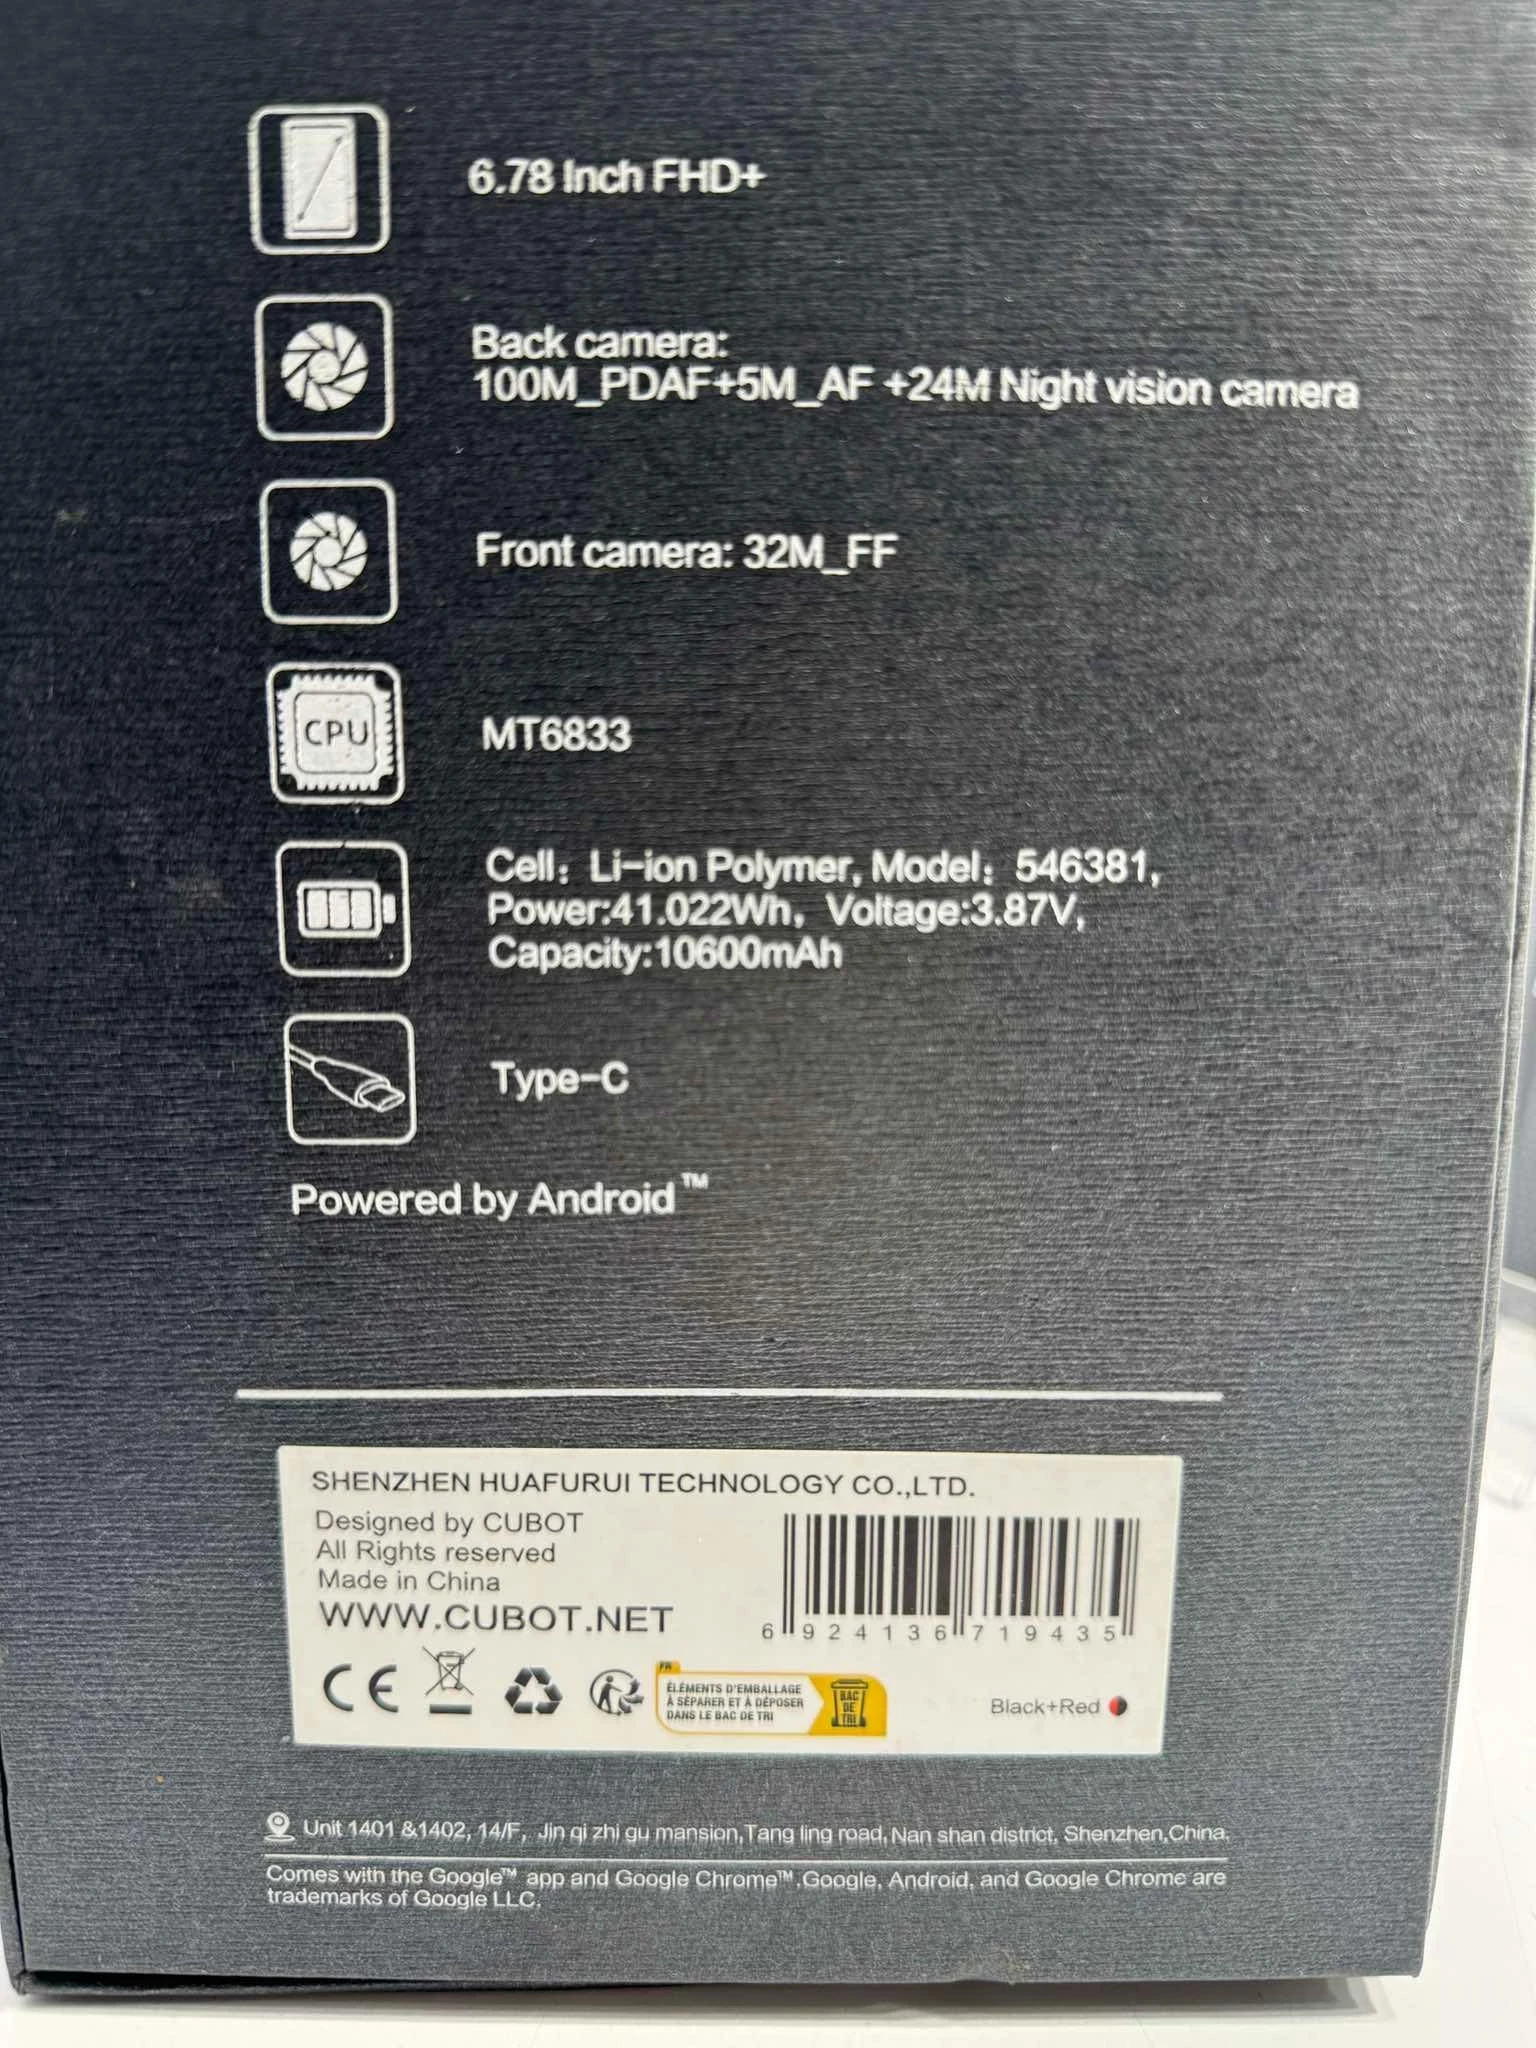 6.78 Inch FHD+
Back camera:
100M_PDAF+5M_AF +24M Night vision camera
Front camera: 32M_FF
CPU
MT6833
Cell: Li-ion Polymer, Model: 546381,
Power:41.022Wh, Voltage:3.87V,
Capacity:10600mAh
Type-C
Powered by Android™
SHENZHEN HUAFURUI TECHNOLOGY CO.,LTD.
Designed by CUBOT
All Rights reserved
Made in China
WWW.CUBOT.NET
6 924136 719435
CE
FR
ÉLÉMENTS D'EMBALLAGE
À SÉPARER ET À DÉPOSER
DANS LE BAC DE TRI
BAC
DE
TRI
Black+Red
Unit 1401 &1402, 14/F, Jin qi zhi gu mansion,Tang ling road, Nan shan district, Shenzhen,China.
Comes with the Google™ app and Google Chrome™.Google, Android, and Google Chrome are
trademarks of Google LLC.